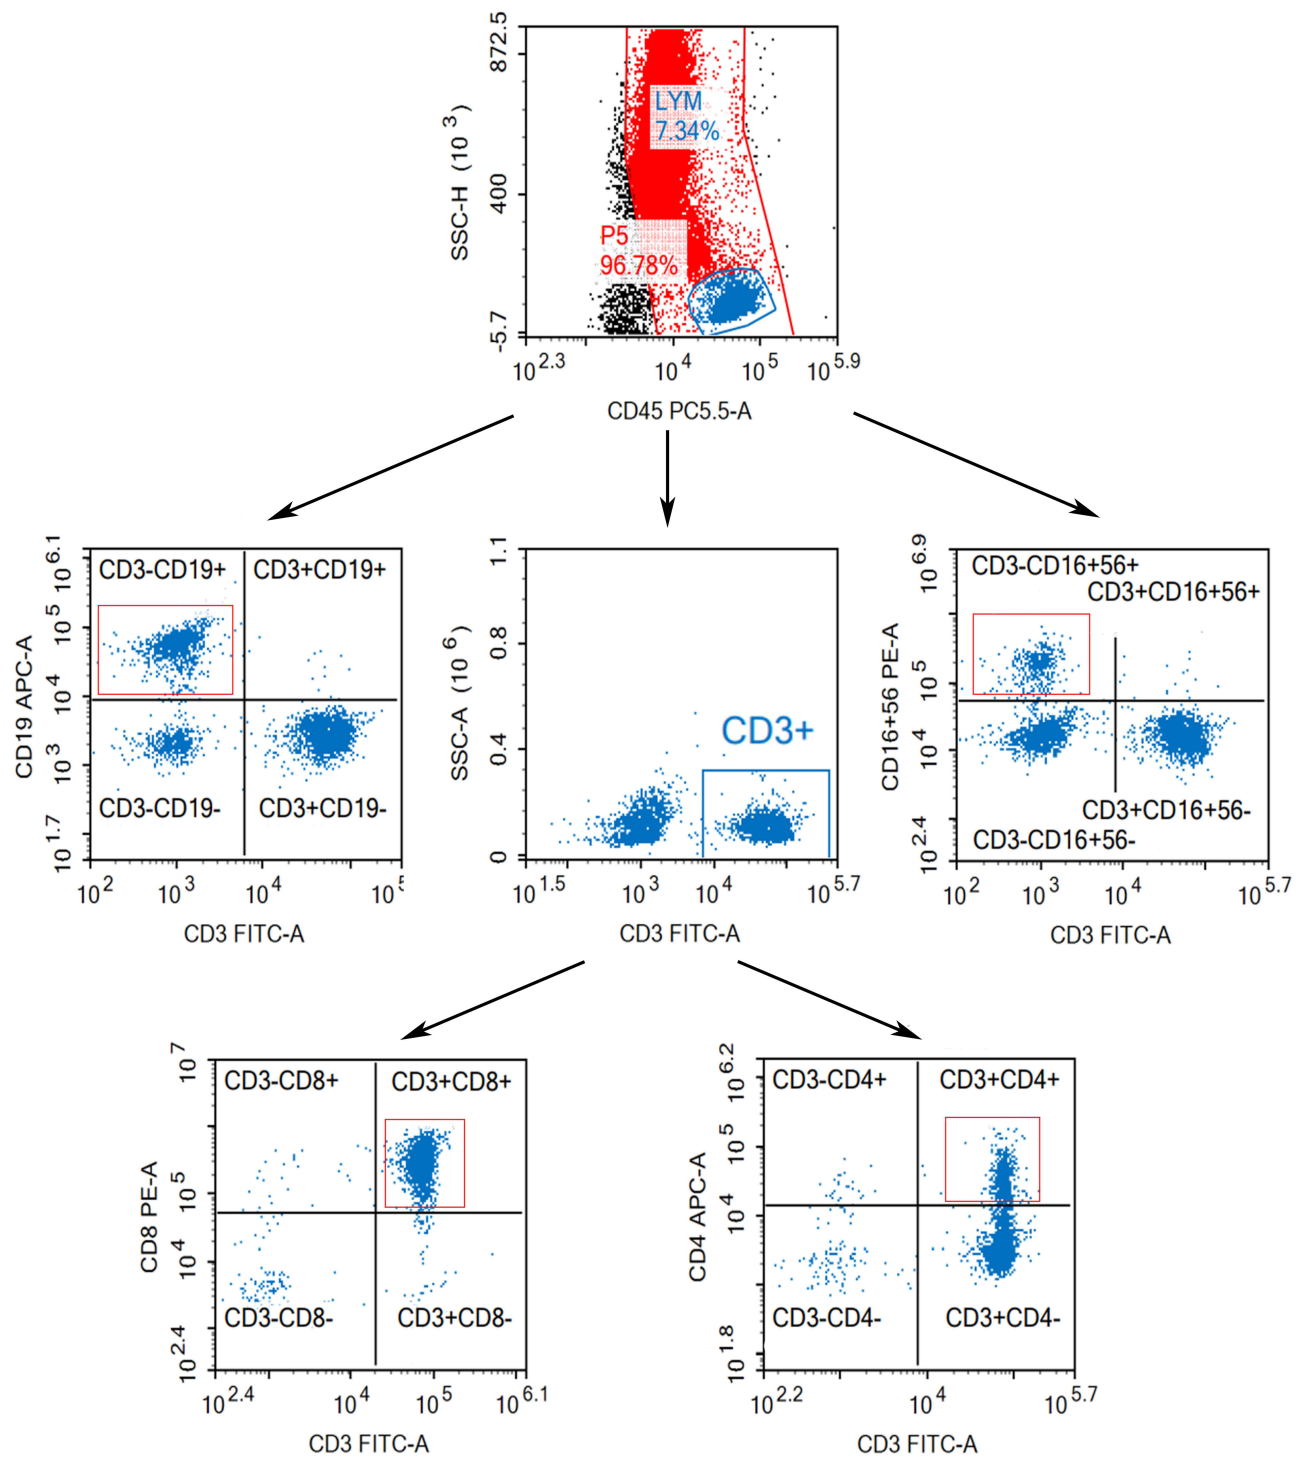 872.5
400
-5.7
SSC-H (10 3)
LYM
7.34%
P5
96.78%
10 2.3
10 4
10 5
10 5.9
CD45 PC5.5-A
10 6.1
10 5
10 4
10 3
10 1.7
CD19 APC-A
CD3-CD19+
CD3+CD19+
CD3-CD19-
CD3+CD19-
10 2
10 3
10 4
CD3 FITC-A
1.1
0.8
0.4
0
SSC-A (10 6)
CD3+
10 1.5
10 3
10 4
10 5.7
CD3 FITC-A
10 6.9
10 5
10 4
10 2.4
CD16+56 PE-A
CD3-CD16+56+
CD3+CD16+56+
CD3+CD16+56-
CD3-CD16+56-
10 2
10 3
10 4
10 5.7
CD3 FITC-A
10 7
10 5
10 4
10 2.4
CD8 PE-A
CD3-CD8+
CD3+CD8+
CD3-CD8-
CD3+CD8-
10 2.4
10 4
10 5
10 6.1
CD3 FITC-A
10 6.2
10 5
10 4
10 1.8
CD4 APC-A
CD3-CD4+
CD3+CD4+
CD3-CD4-
CD3+CD4-
10 2.2
10 4
10 5.7
CD3 FITC-A